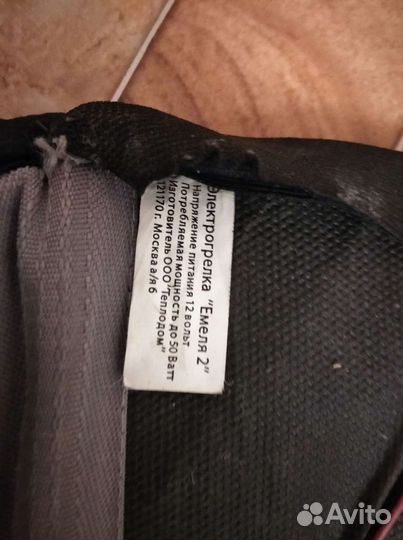 Электрогрелка "Емеля 2"
Напряжение питания 12 вольт
Потребляемая мощность до 50 Ватт
Изготовитель ООО "Теплодом"
121170 г. Москва а/я 6
Avito